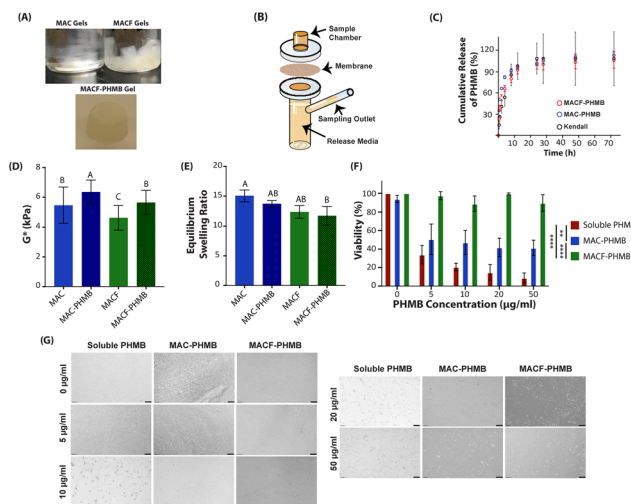 (A)
MAC Gels MACF Gels
MACF-PHMB Gel
(B)
Sample
Chamber
Membrane
Sampling Outlet
Release Media
(C)
Cumulative Release
of PHMB (%)
120
90
60
30
0 10 20 30 40 50 60 70
Time (h)
MACF-PHMB
MAC-PHMB
Kendall
(D)
G* (kPa)
8
6
4
2
0
B A C B
MAC MAC-PHMB MACF MACF-PHMB
(E)
Equilibrium
Swelling Ratio
20
15
10
5
0
A AB AB B
MAC MAC-PHMB MACF MACF-PHMB
(F)
Viability (%)
100
80
60
40
20
0
0 5 10 20 50
PHMB Concentration (μg/ml)
Soluble PHM
MAC-PHMB
MACF-PHMB
**** **** **
(G)
Soluble PHMB MAC-PHMB MACF-PHMB
0 μg/ml
5 μg/ml
10 μg/ml
Soluble PHMB MAC-PHMB MACF-PHMB
20 μg/ml
50 μg/ml